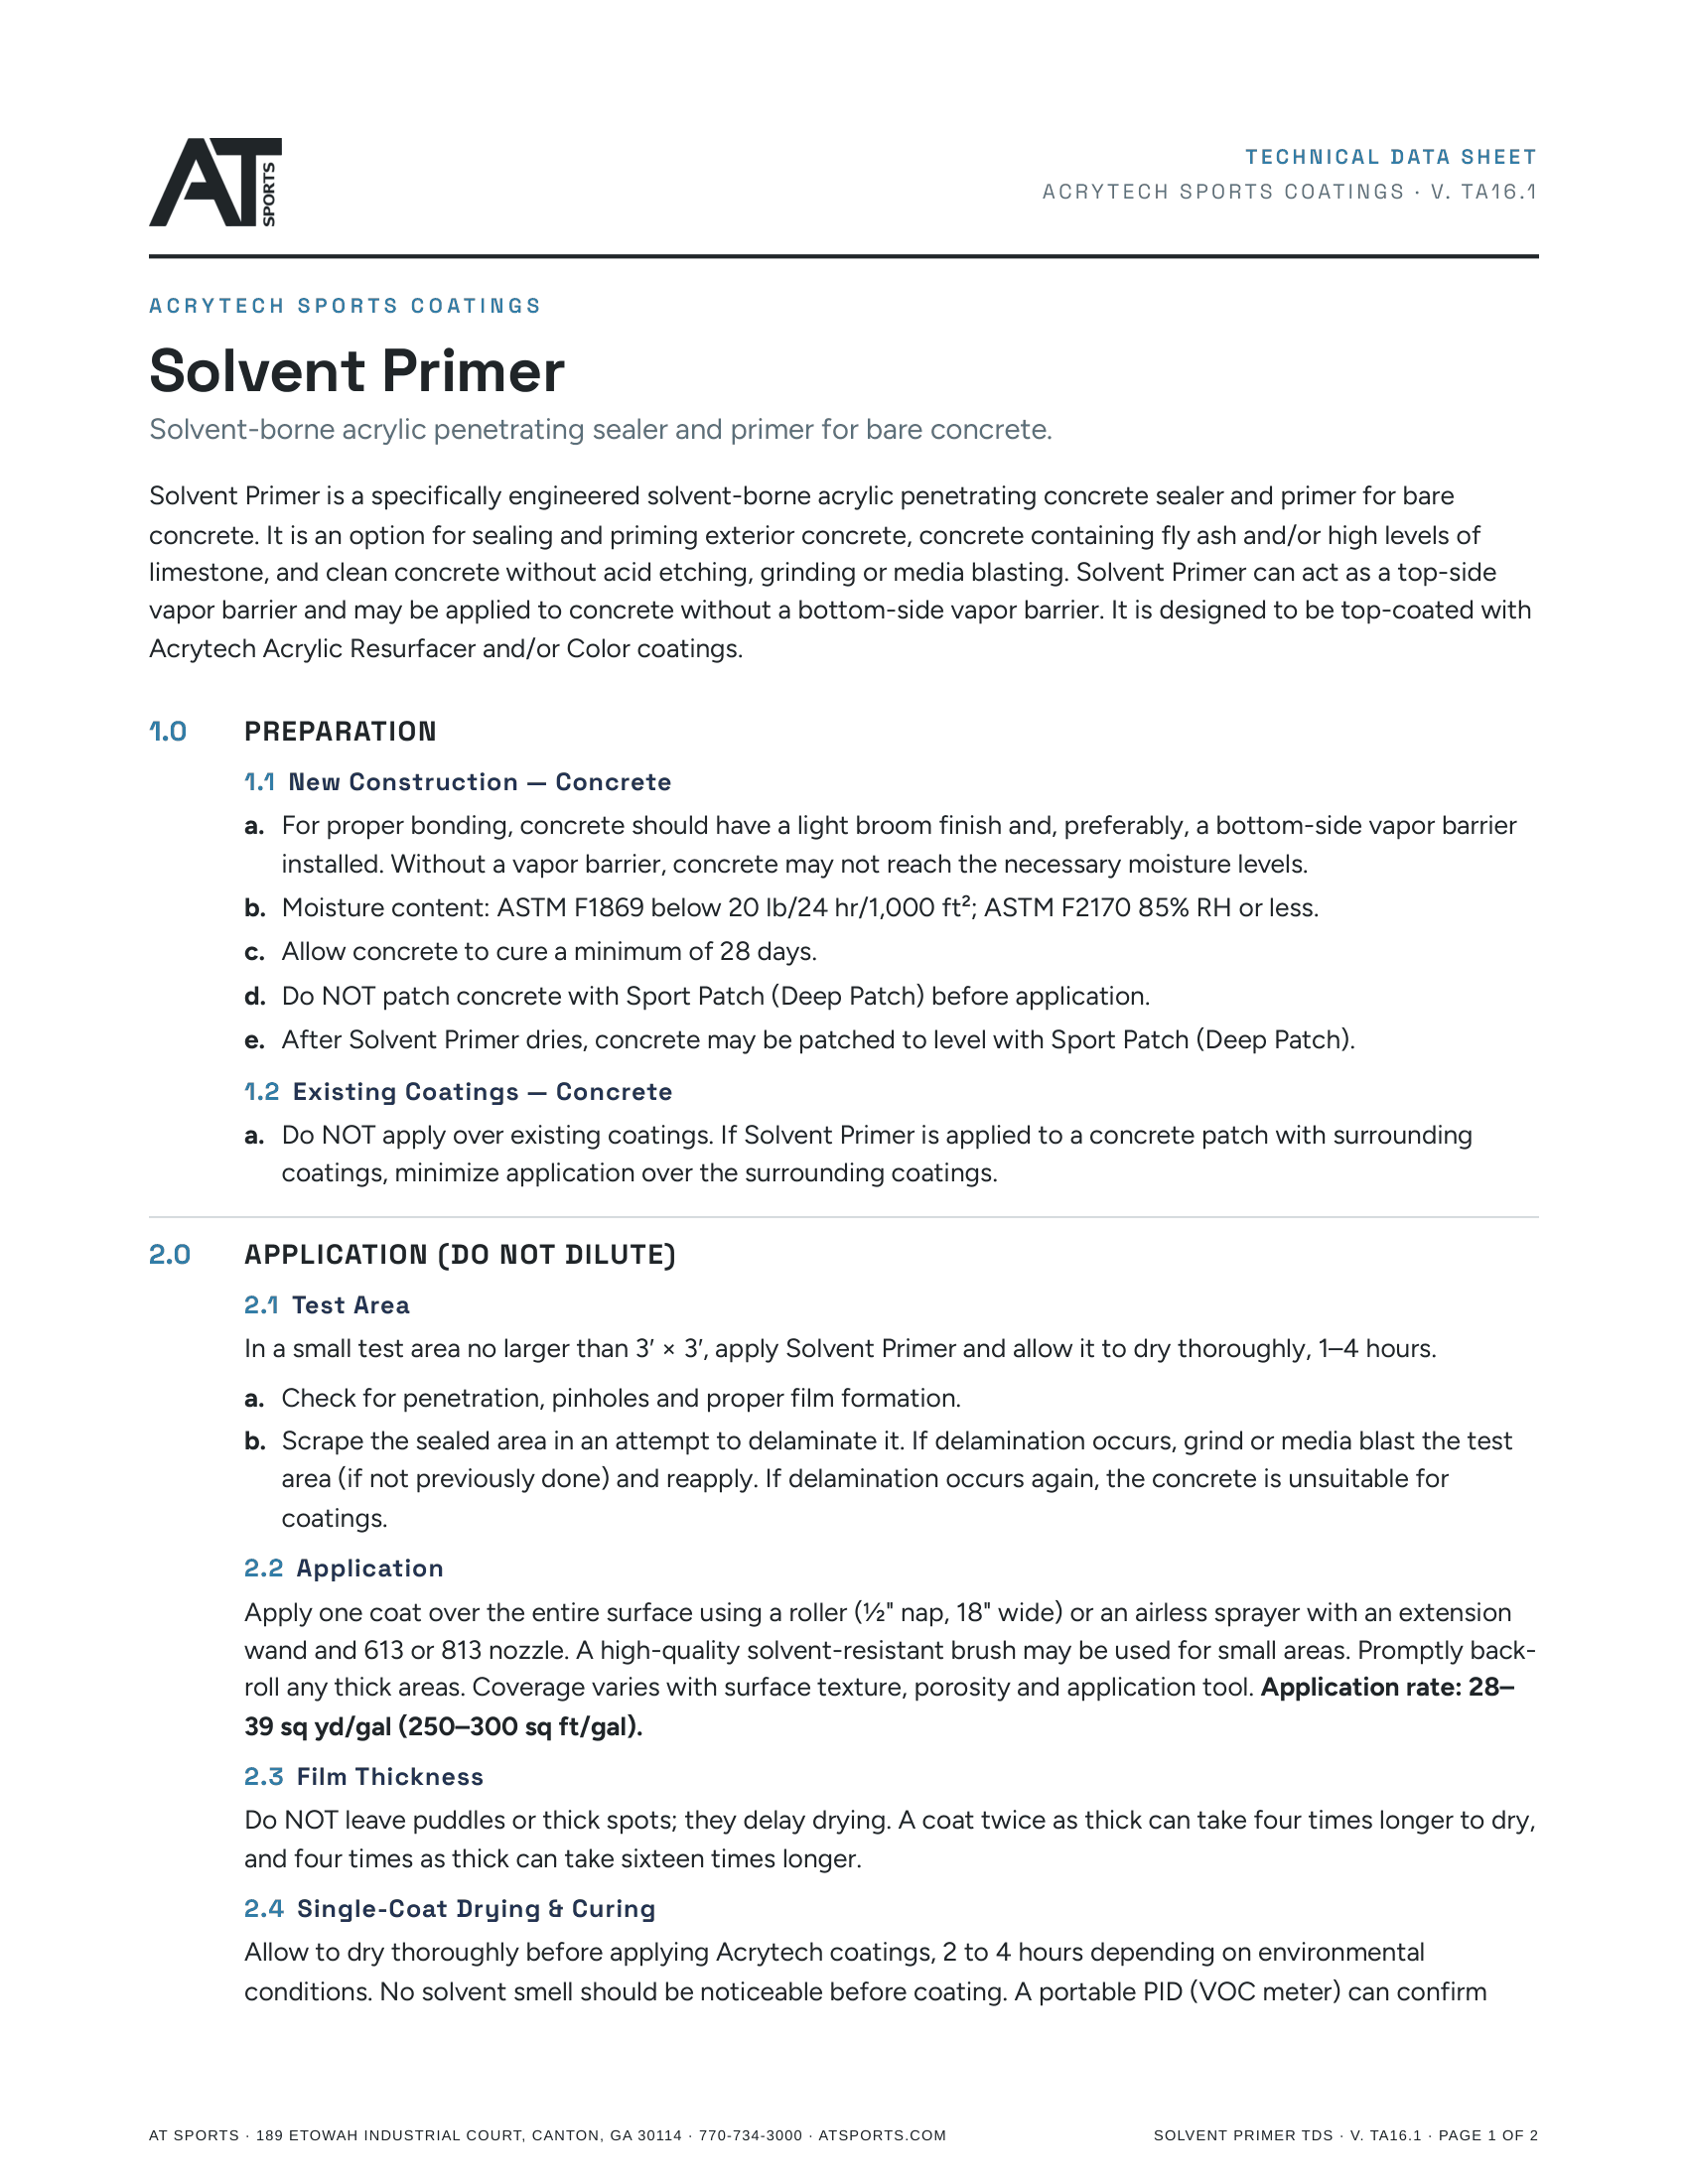 AT SPORTS
TECHNICAL DATA SHEET
ACRYTECH SPORTS COATINGS · V. TA16.1
ACRYTECH SPORTS COATINGS
Solvent Primer
Solvent-borne acrylic penetrating sealer and primer for bare concrete.
Solvent Primer is a specifically engineered solvent-borne acrylic penetrating concrete sealer and primer for bare
concrete. It is an option for sealing and priming exterior concrete, concrete containing fly ash and/or high levels of
limestone, and clean concrete without acid etching, grinding or media blasting. Solvent Primer can act as a top-side
vapor barrier and may be applied to concrete without a bottom-side vapor barrier. It is designed to be top-coated with
Acrytech Acrylic Resurfacer and/or Color coatings.
1.0 PREPARATION
1.1 New Construction — Concrete
a. For proper bonding, concrete should have a light broom finish and, preferably, a bottom-side vapor barrier
installed. Without a vapor barrier, concrete may not reach the necessary moisture levels.
b. Moisture content: ASTM F1869 below 20 lb/24 hr/1,000 ft²; ASTM F2170 85% RH or less.
c. Allow concrete to cure a minimum of 28 days.
d. Do NOT patch concrete with Sport Patch (Deep Patch) before application.
e. After Solvent Primer dries, concrete may be patched to level with Sport Patch (Deep Patch).
1.2 Existing Coatings — Concrete
a. Do NOT apply over existing coatings. If Solvent Primer is applied to a concrete patch with surrounding
coatings, minimize application over the surrounding coatings.
2.0 APPLICATION (DO NOT DILUTE)
2.1 Test Area
In a small test area no larger than 3′ × 3′, apply Solvent Primer and allow it to dry thoroughly, 1–4 hours.
a. Check for penetration, pinholes and proper film formation.
b. Scrape the sealed area in an attempt to delaminate it. If delamination occurs, grind or media blast the test
area (if not previously done) and reapply. If delamination occurs again, the concrete is unsuitable for
coatings.
2.2 Application
Apply one coat over the entire surface using a roller (½" nap, 18" wide) or an airless sprayer with an extension
wand and 613 or 813 nozzle. A high-quality solvent-resistant brush may be used for small areas. Promptly back-
roll any thick areas. Coverage varies with surface texture, porosity and application tool. Application rate: 28–
39 sq yd/gal (250–300 sq ft/gal).
2.3 Film Thickness
Do NOT leave puddles or thick spots; they delay drying. A coat twice as thick can take four times longer to dry,
and four times as thick can take sixteen times longer.
2.4 Single-Coat Drying & Curing
Allow to dry thoroughly before applying Acrytech coatings, 2 to 4 hours depending on environmental
conditions. No solvent smell should be noticeable before coating. A portable PID (VOC meter) can confirm
AT SPORTS · 189 ETOWAH INDUSTRIAL COURT, CANTON, GA 30114 · 770-734-3000 · ATSPORTS.COM
SOLVENT PRIMER TDS · V. TA16.1 · PAGE 1 OF 2